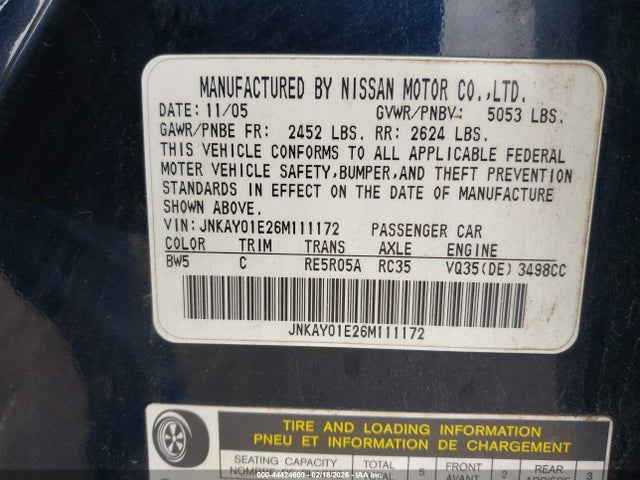 MANUFACTURED BY NISSAN MOTOR CO.,LTD.
DATE: 11/05 GVWR/PNBV: 5053 LBS.
GAWR/PNBE FR: 2452 LBS. RR: 2624 LBS.
THIS VEHICLE CONFORMS TO ALL APPLICABLE FEDERAL
MOTER VEHICLE SAFETY, BUMPER, AND THEFT PREVENTION
STANDARDS IN EFFECT ON THE DATE OF MANUFACTURE
SHOWN ABOVE.
VIN: JNKAY01E26M111172 PASSENGER CAR
COLOR TRIM TRANS AXLE ENGINE
BW5 C RE5R05A RC35 VQ35(DE) 3498CC
JNKAY01E26M111172
TIRE AND LOADING INFORMATION
PNEU ET INFORMATION DE CHARGEMENT
SEATING CAPACITY TOTAL 5 FRONT 2 REAR 3
AVANT ARRIÈRE
© IAA 44424609 - 02/18/2026 - COPART